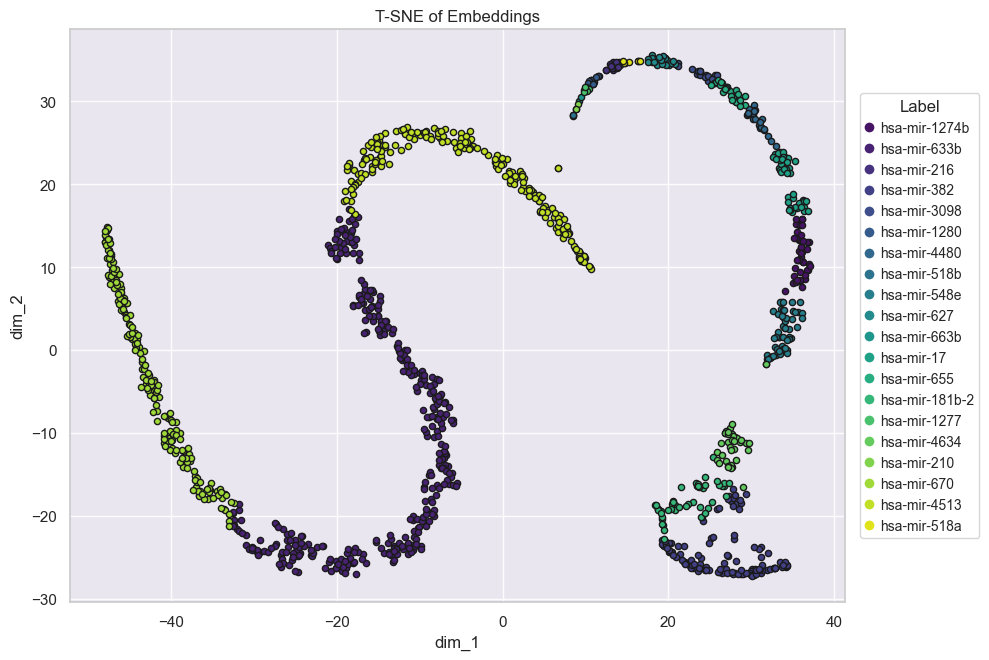 T-SNE of Embeddings
dim_2
30
20
10
0
−10
−20
−30
−40
−20
0
20
40
dim_1
Label
hsa-mir-1274b
hsa-mir-633b
hsa-mir-216
hsa-mir-382
hsa-mir-3098
hsa-mir-1280
hsa-mir-4480
hsa-mir-518b
hsa-mir-548e
hsa-mir-627
hsa-mir-663b
hsa-mir-17
hsa-mir-655
hsa-mir-181b-2
hsa-mir-1277
hsa-mir-4634
hsa-mir-210
hsa-mir-670
hsa-mir-4513
hsa-mir-518a